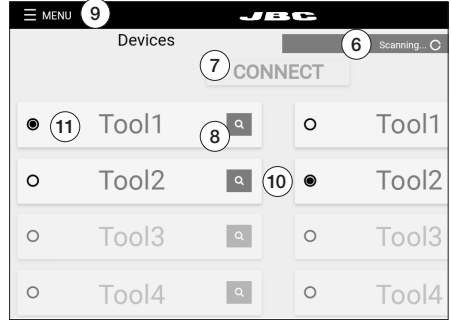 MENU 9 JBC
Devices 6 Scanning...
7 CONNECT
11 Tool1 8 Tool1
Tool2 10 Tool2
Tool3 Tool3
Tool4 Tool4